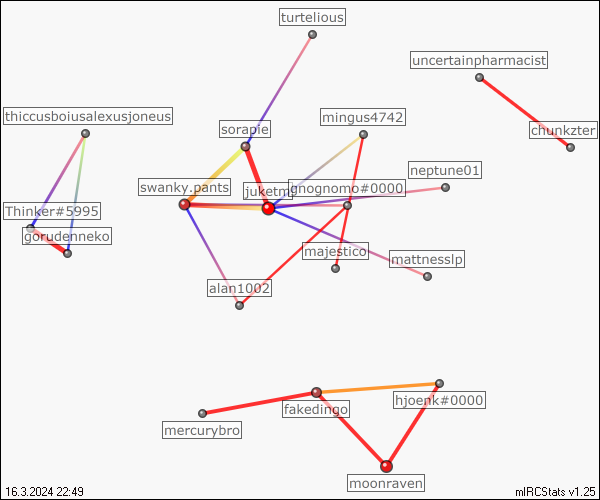 turtelious
uncertainpharmacist
thiccusboiusalexusjoneus
mingus4742
sorapie
chunkzter
neptune01
swanky.pants
gnognomo#0000
Thinker#5995
gorudenneko
majestico
mattnesslp
alan1002
fakedingo
hjoenk#0000
mercurybro
moonraven
16.3.2024 22:49
mIRCStats v1.25